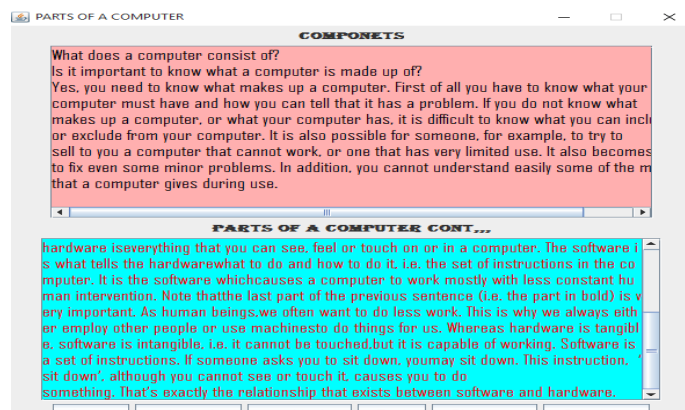 PARTS OF A COMPUTER
COMPONETS
What does a computer consist of?
Is it important to know what a computer is made up of?
Yes, you need to know what makes up a computer. First of all you have to know what your
computer must have and how you can tell that it has a problem. If you do not know what
makes up a computer, or what your computer has, it is difficult to know what you can inclu
or exclude from your computer. It is also possible for someone, for example, to try to
sell to you a computer that cannot work, or one that has very limited use. It also becomes
to fix even some minor problems. In addition, you cannot understand easily some of the m
that a computer gives during use.
PARTS OF A COMPUTER CONT,,,
hardware iseverything that you can see, feel or touch on or in a computer. The software i
s what tells the hardwarewhat to do and how to do it, i.e. the set of instructions in the co
mputer. It is the software whichcauses a computer to work mostly with less constant hu
man intervention. Note thatthe last part of the previous sentence (i.e. the part in bold) is v
ery important. As human beings,we often want to do less work. This is why we always eith
er employ other people or use machinesto do things for us. Whereas hardware is tangibl
e, software is intangible, i.e. it cannot be touched,but it is capable of working. Software is
a set of instructions. If someone asks you to sit down, youmay sit down. This instruction, ‘
sit down’, although you cannot see or touch it, causes you to do
something. That’s exactly the relationship that exists between software and hardware.